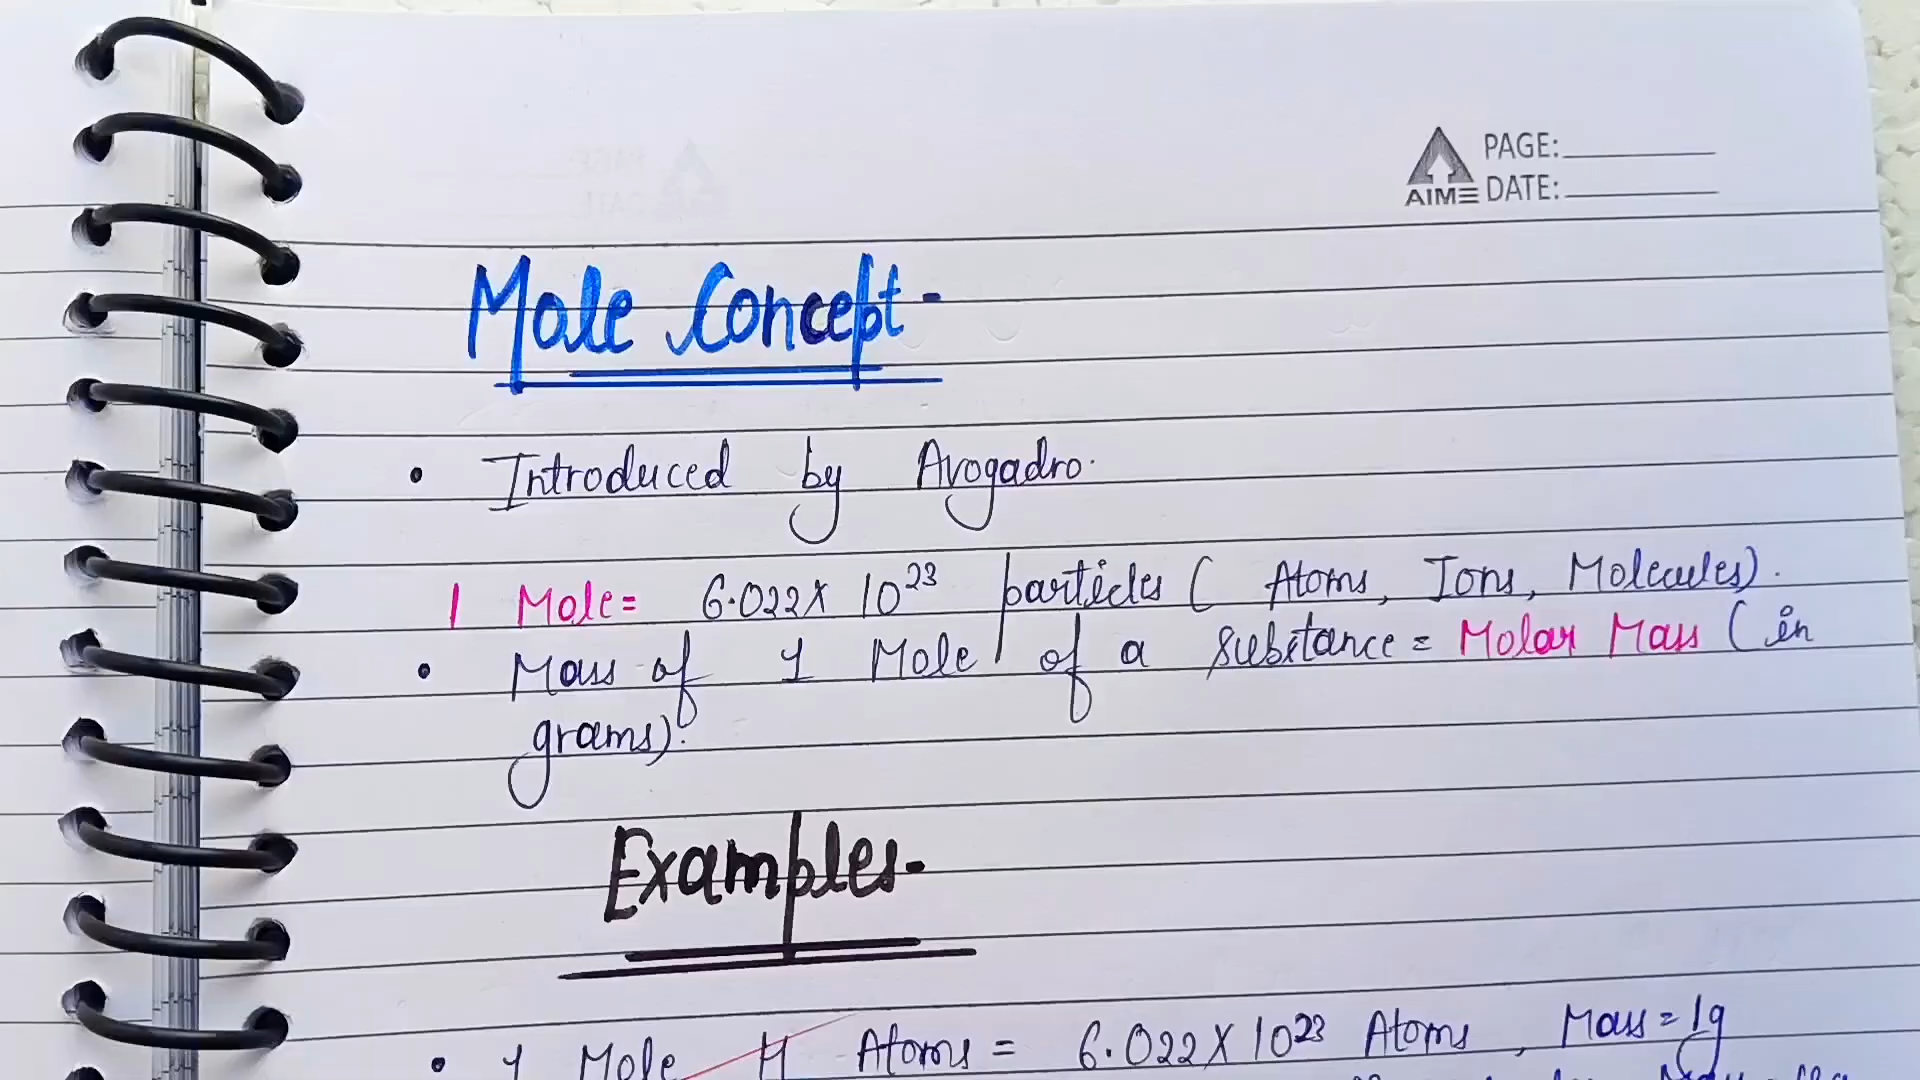 AIME PAGE:
DATE:
Mole Concept-
• Introduced by Avogadro.
1 Mole = 6.022 X 10²³ particles ( Atoms, Ions, Molecules).
• Mass of 1 Mole of a substance = Molar Mass ( in
grams).
Examples-
• 1 Mole H Atoms = 6.022 X 10²³ Atoms , Mass = 1g